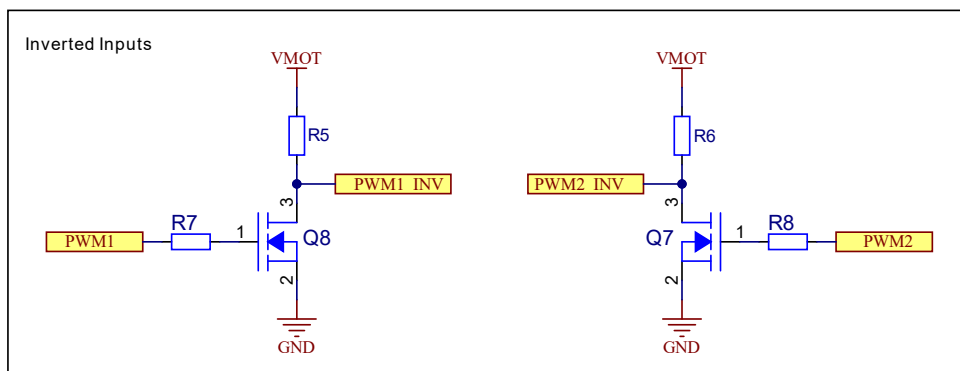 Inverted Inputs
VMOT
VMOT
R5
R6
PWM1_INV
PWM2_INV
3
3
R7
R8
PWM1
1
Q8
Q7
1
PWM2
2
2
GND
GND